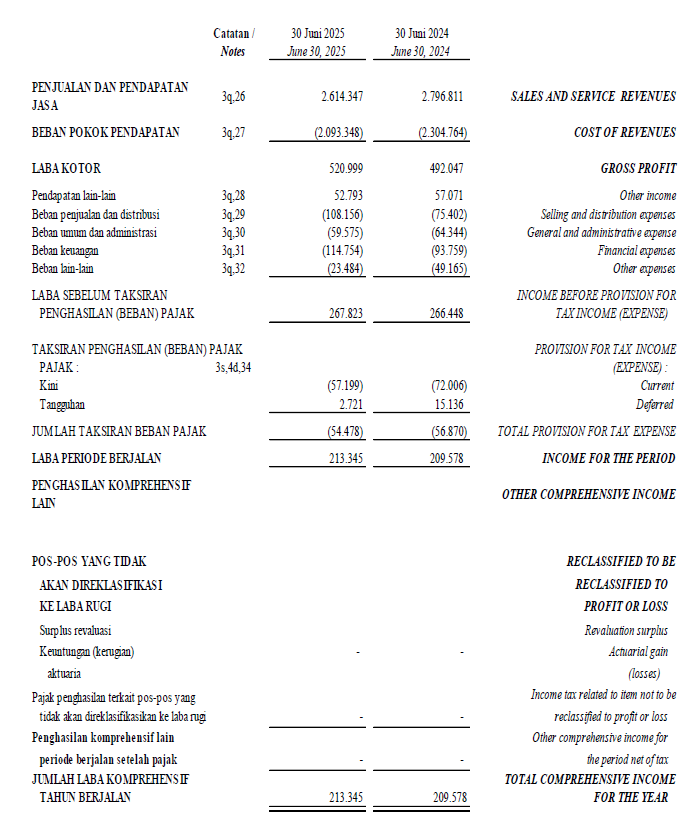 Catatan / 30 Juni 2025 30 Juni 2024
Notes June 30, 2025 June 30, 2024
PENJUALAN DAN PENDAPATAN
JASA 3q,26 2.614.347 2.796.811 SALES AND SERVICE REVENUES
BEBAN POKOK PENDAPATAN 3q,27 (2.093.348) (2.304.764) COST OF REVENUES
LABA KOTOR 520.999 492.047 GROSS PROFIT
Pendapatan lain-lain 3q,28 52.793 57.071 Other income
Beban penjualan dan distribusi 3q,29 (108.156) (75.402) Selling and distribution expenses
Beban umum dan administrasi 3q,30 (59.575) (64.344) General and administrative expense
Beban keuangan 3q,31 (114.754) (93.759) Financial expenses
Beban lain-lain 3q,32 (23.484) (49.165) Other expenses
LABA SEBELUM TAKSIRAN INCOME BEFORE PROVISION FOR
PENGHASILAN (BEBAN) PAJAK 267.823 266.448 TAX INCOME (EXPENSE)
TAKSIRAN PENGHASILAN (BEBAN) PAJAK PROVISION FOR TAX INCOME
PAJAK : 3s,4d,34 (EXPENSE) :
Kini (57.199) (72.006) Current
Tangguhan 2.721 15.136 Deferred
JUMLAH TAKSIRAN BEBAN PAJAK (54.478) (56.870) TOTAL PROVISION FOR TAX EXPENSE
LABA PERIODE BERJALAN 213.345 209.578 INCOME FOR THE PERIOD
PENGHASILAN KOMPREHENSIF
LAIN OTHER COMPREHENSIVE INCOME
POS-POS YANG TIDAK RECLASSIFIED TO BE
AKAN DIREKLASIFIKASI RECLASSIFIED TO
KE LABA RUGI PROFIT OR LOSS
Surplus revaluasi Revaluation surplus
Keuntungan (kerugian) - - Actuarial gain
aktuaria (losses)
Pajak penghasilan terkait pos-pos yang Income tax related to item not to be
tidak akan direklasifikasikan ke laba rugi - - reclassified to profit or loss
Penghasilan komprehensif lain Other comprehensive income for
periode berjalan setelah pajak - - the period net of tax
JUMLAH LABA KOMPREHENSIF TOTAL COMPREHENSIVE INCOME
TAHUN BERJALAN 213.345 209.578 FOR THE YEAR